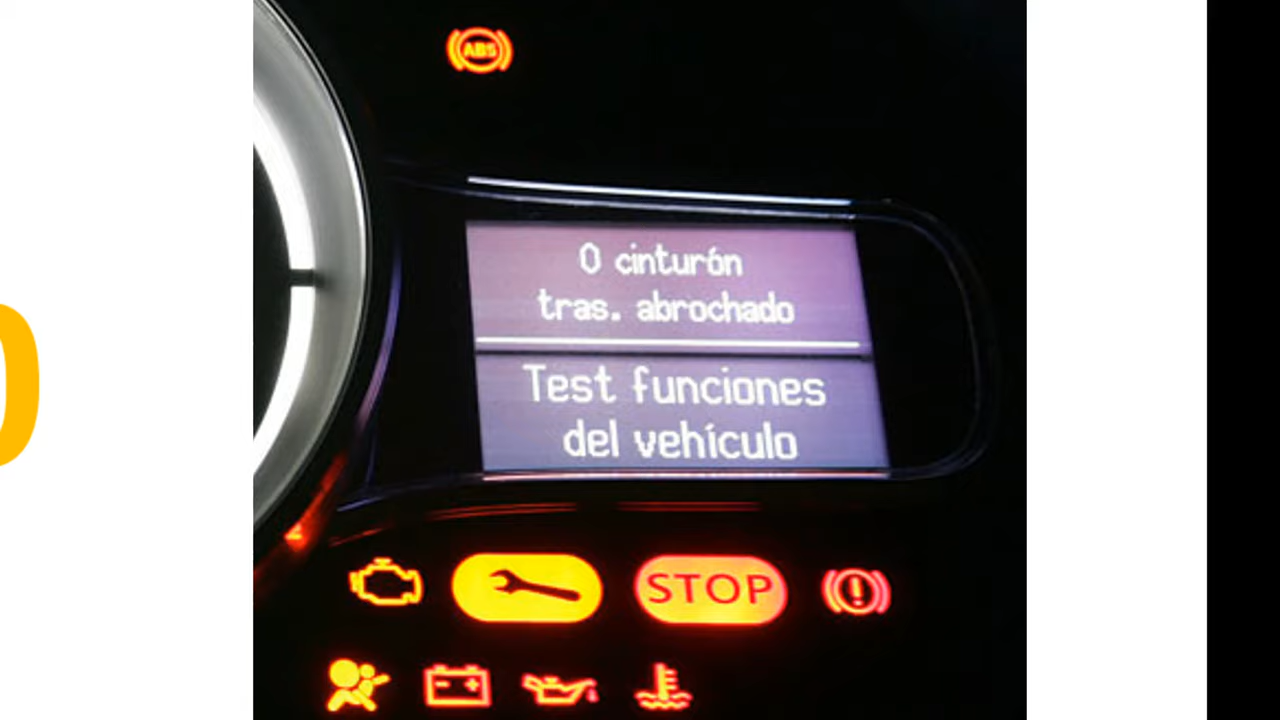 ABS
0 cinturón
tras. abrochado
Test funciones
del vehículo
STOP